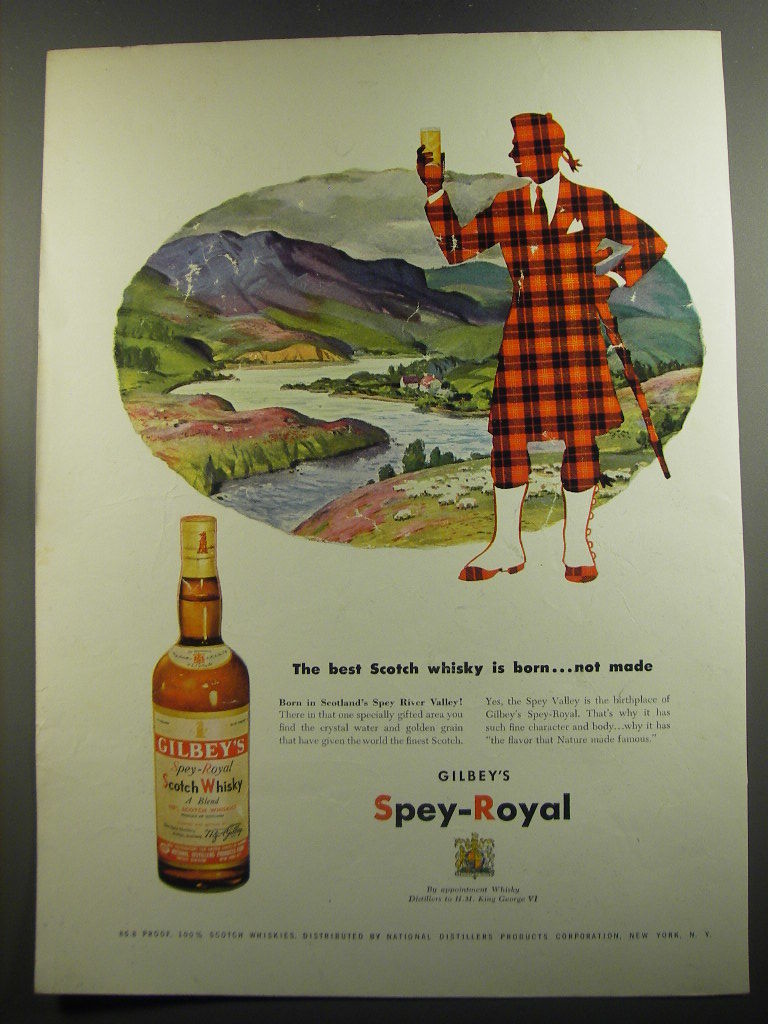 The best Scotch whisky is born...not made
Born in Scotland's Spey River Valley!
There in that one specially gifted area you
find the crystal water and golden grain
that have given the world the finest Scotch.
Yes, the Spey Valley is the birthplace of
Gilbey's Spey-Royal. That's why it has
such fine character and body...why it has
"the flavor that Nature made famous."
GILBEY'S
Spey-Royal
Scotch Whisky
A Blend
100% SCOTCH WHISKIES
GILBEY'S
Spey-Royal
By appointment Whisky
Distillers to H.M. King George VI
86.8 PROOF. 100% SCOTCH WHISKIES. DISTRIBUTED BY NATIONAL DISTILLERS PRODUCTS CORPORATION, NEW YORK, N. Y.